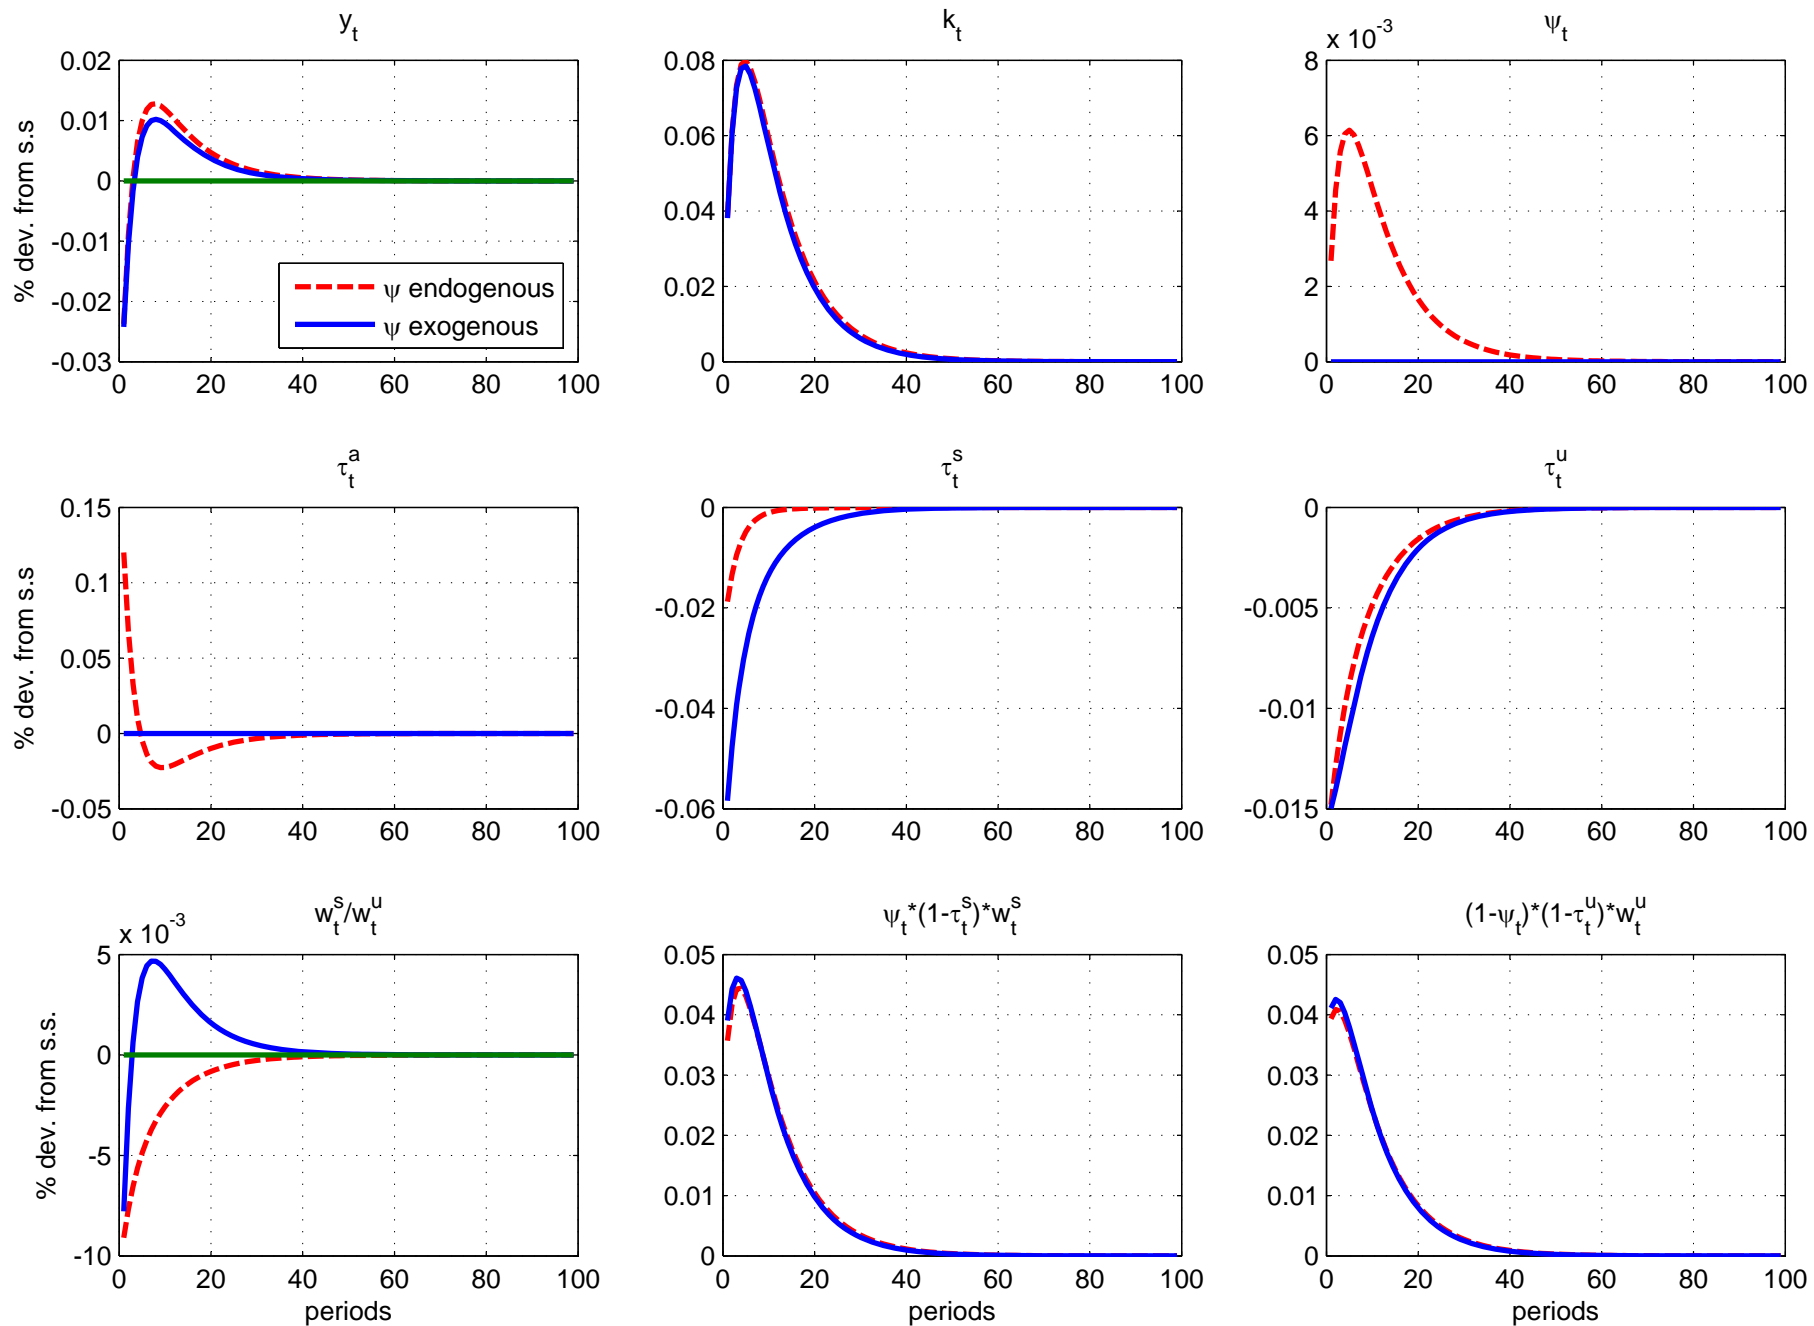 y_t
k_t
ψ_t
x 10^-3
% dev. from s.s
0.02
0.01
0
-0.01
-0.02
-0.03
0 20 40 60 80 100
ψ endogenous
ψ exogenous
0.08
0.06
0.04
0.02
0
0 20 40 60 80 100
8
6
4
2
0
0 20 40 60 80 100
τ_t^a
τ_t^s
τ_t^u
% dev. from s.s
0.15
0.1
0.05
0
-0.05
0 20 40 60 80 100
0
-0.02
-0.04
-0.06
0 20 40 60 80 100
0
-0.005
-0.01
-0.015
0 20 40 60 80 100
w_t^s/w_t^u
ψ_t*(1-τ_t^s)*w_t^s
(1-ψ_t)*(1-τ_t^u)*w_t^u
x 10^-3
% dev. from s.s.
5
0
-5
-10
0 20 40 60 80 100
periods
0.05
0.04
0.03
0.02
0.01
0
0 20 40 60 80 100
periods
0.05
0.04
0.03
0.02
0.01
0
0 20 40 60 80 100
periods